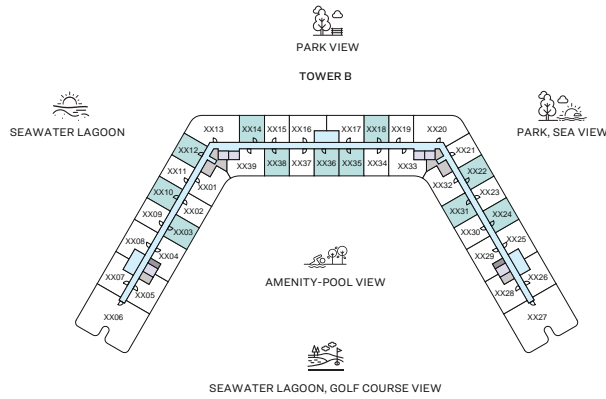 PARK VIEW
TOWER B
SEAWATER LAGOON
PARK, SEA VIEW
XX13
XX14
XX15
XX16
XX17
XX18
XX19
XX20
XX12
XX11
XX10
XX09
XX08
XX07
XX06
XX01
XX02
XX03
XX04
XX05
XX39
XX38
XX37
XX36
XX35
XX34
XX33
XX21
XX22
XX23
XX24
XX25
XX26
XX27
XX32
XX31
XX30
XX29
XX28
AMENITY-POOL VIEW
SEAWATER LAGOON, GOLF COURSE VIEW